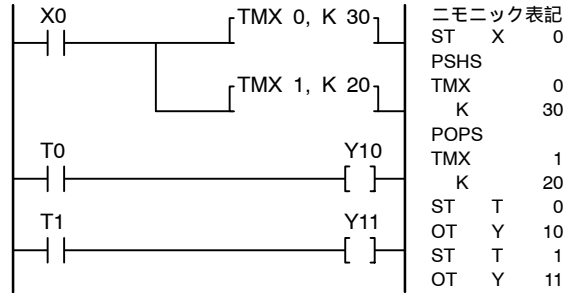 X0
TMX 0, K 30
TMX 1, K 20
T0 Y10
T1 Y11
ニモニック表記
ST X 0
PSHS
TMX 0
K 30
POPS
TMX 1
K 20
ST T 0
OT Y 10
ST T 1
OT Y 11